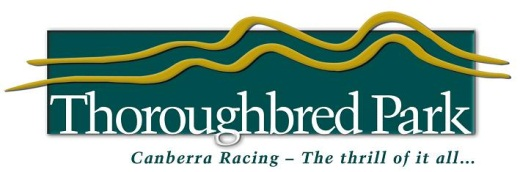 Thoroughbred Park
Canberra Racing – The thrill of it all...